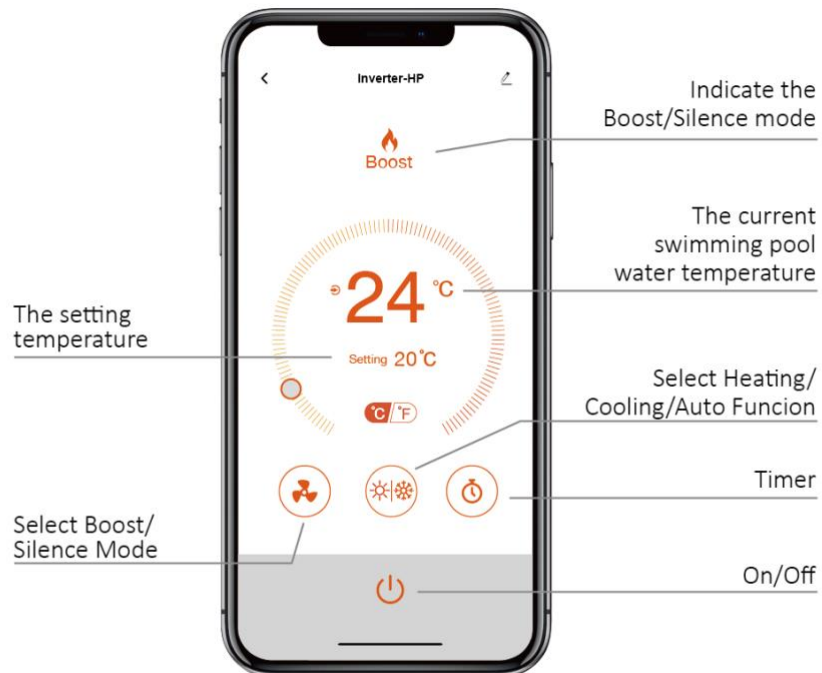 Inverter-HP
Indicate the
Boost/Silence mode
Boost
The current
swimming pool
water temperature
24 °C
The setting
temperature
Setting 20°C
Select Heating/
Cooling/Auto Funcion
°C/°F
Timer
Select Boost/
Silence Mode
On/Off